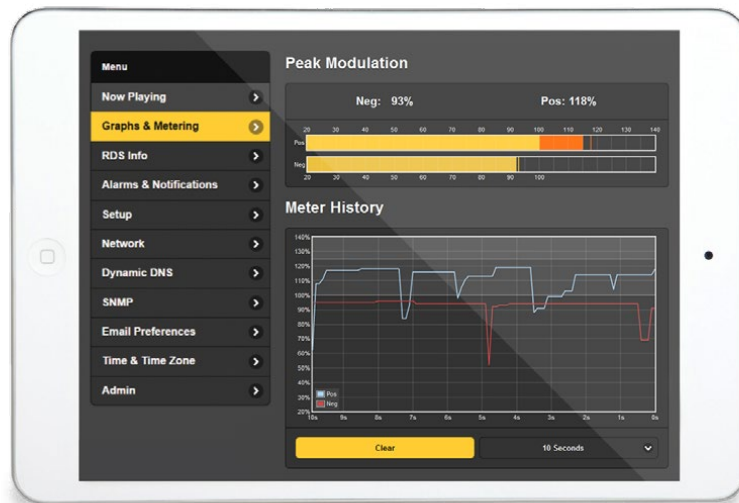 Menu
Now Playing
Graphs & Metering
RDS Info
Alarms & Notifications
Setup
Network
Dynamic DNS
SNMP
Email Preferences
Time & Time Zone
Admin
Peak Modulation
Neg: 93% Pos: 118%
20 30 40 50 60 70 80 90 100 110 120 130 140
Pos
Neg
20 30 40 50 60 70 80 90 100
Meter History
140%
130%
120%
110%
100%
90%
80%
70%
60%
50%
40%
30%
20%
Pos
Neg
10s 9s 8s 7s 6s 5s 4s 3s 2s 1s 0s
Clear 10 Seconds